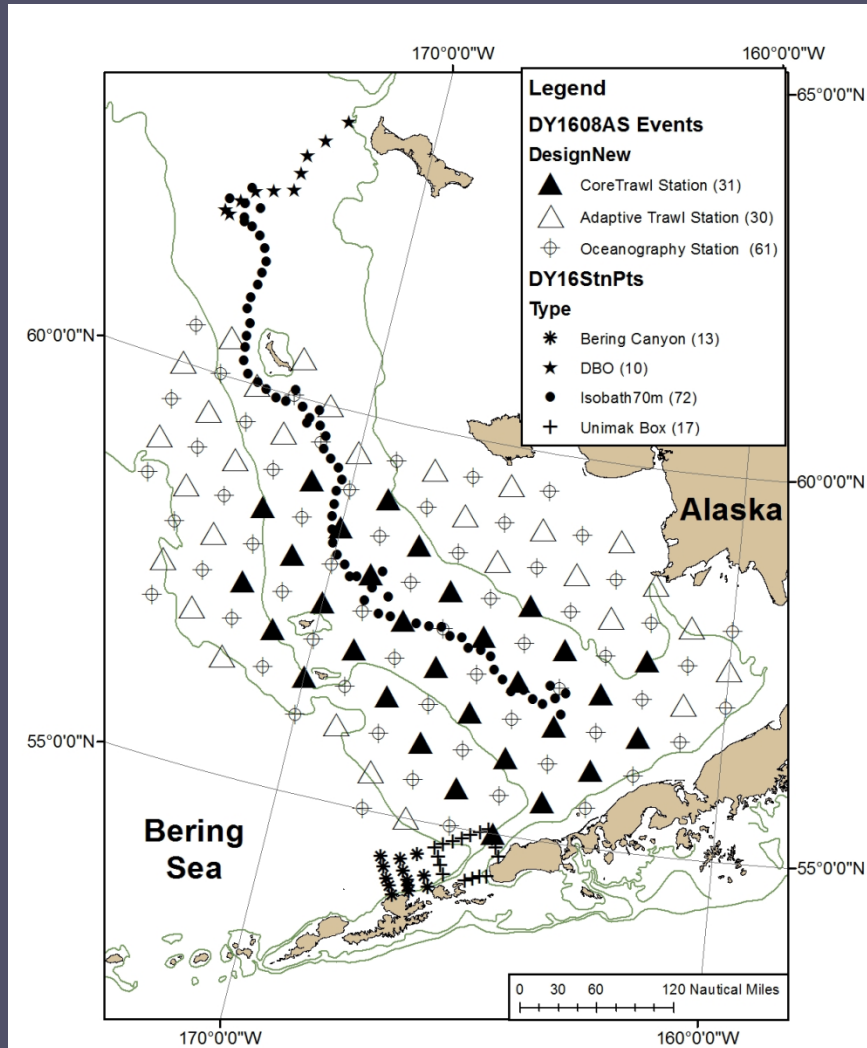 170°0'0"W
160°0'0"W
65°0'0"N
Legend
DY1608AS Events
DesignNew
CoreTrawl Station (31)
Adaptive Trawl Station (30)
Oceanography Station (61)
DY16StnPts
Type
Bering Canyon (13)
DBO (10)
Isobath70m (72)
Unimak Box (17)
60°0'0"N
60°0'0"N
Alaska
55°0'0"N
Bering
Sea
55°0'0"N
0 30 60 120 Nautical Miles
170°0'0"W
160°0'0"W